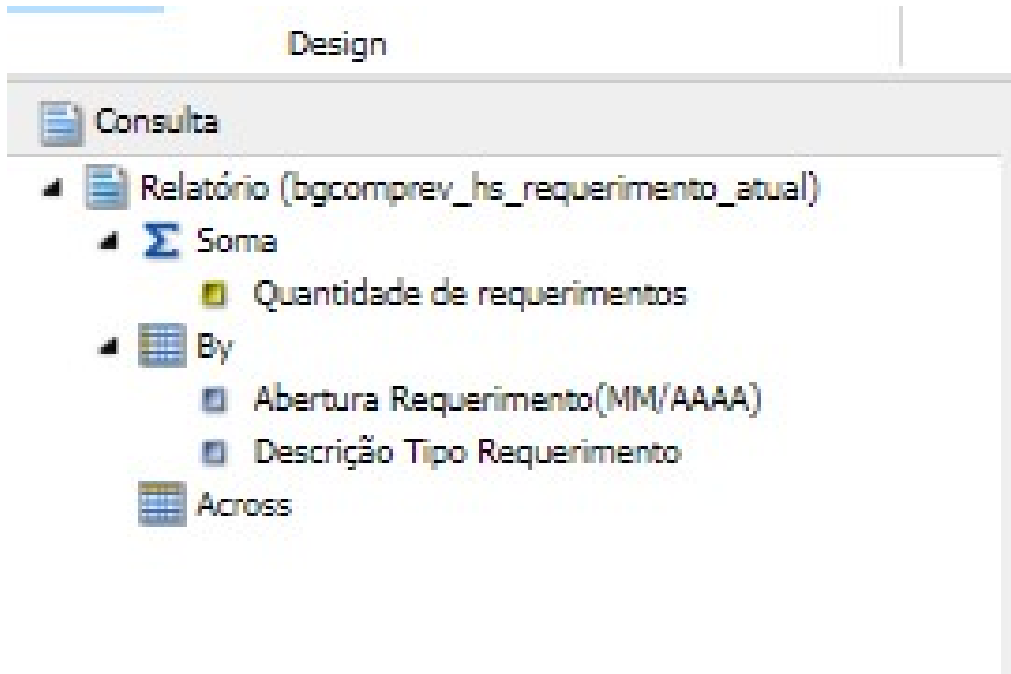 Design
Consulta
Relatório (bgcomprev_hs_requerimento_atual)
Soma
Quantidade de requerimentos
By
Abertura Requerimento(MM/AAAA)
Descrição Tipo Requerimento
Across